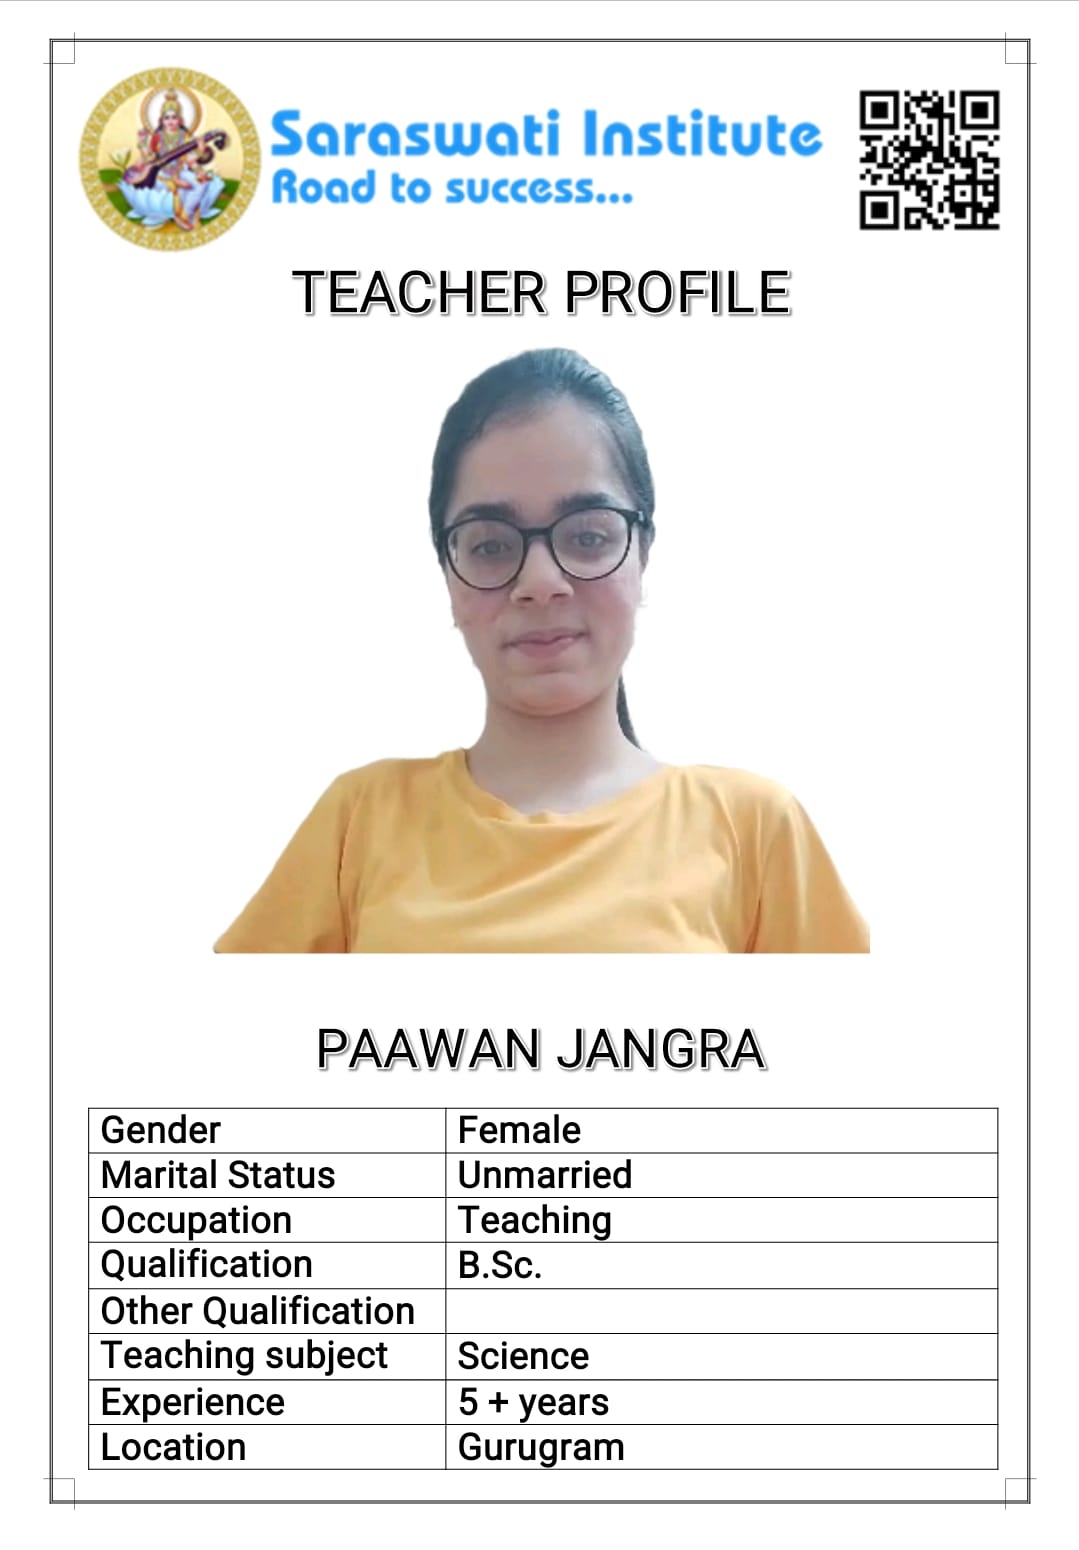 Saraswati Institute
Road to success...
TEACHER PROFILE
PAAWAN JANGRA
Gender Female
Marital Status Unmarried
Occupation Teaching
Qualification B.Sc.
Other Qualification
Teaching subject Science
Experience 5 + years
Location Gurugram